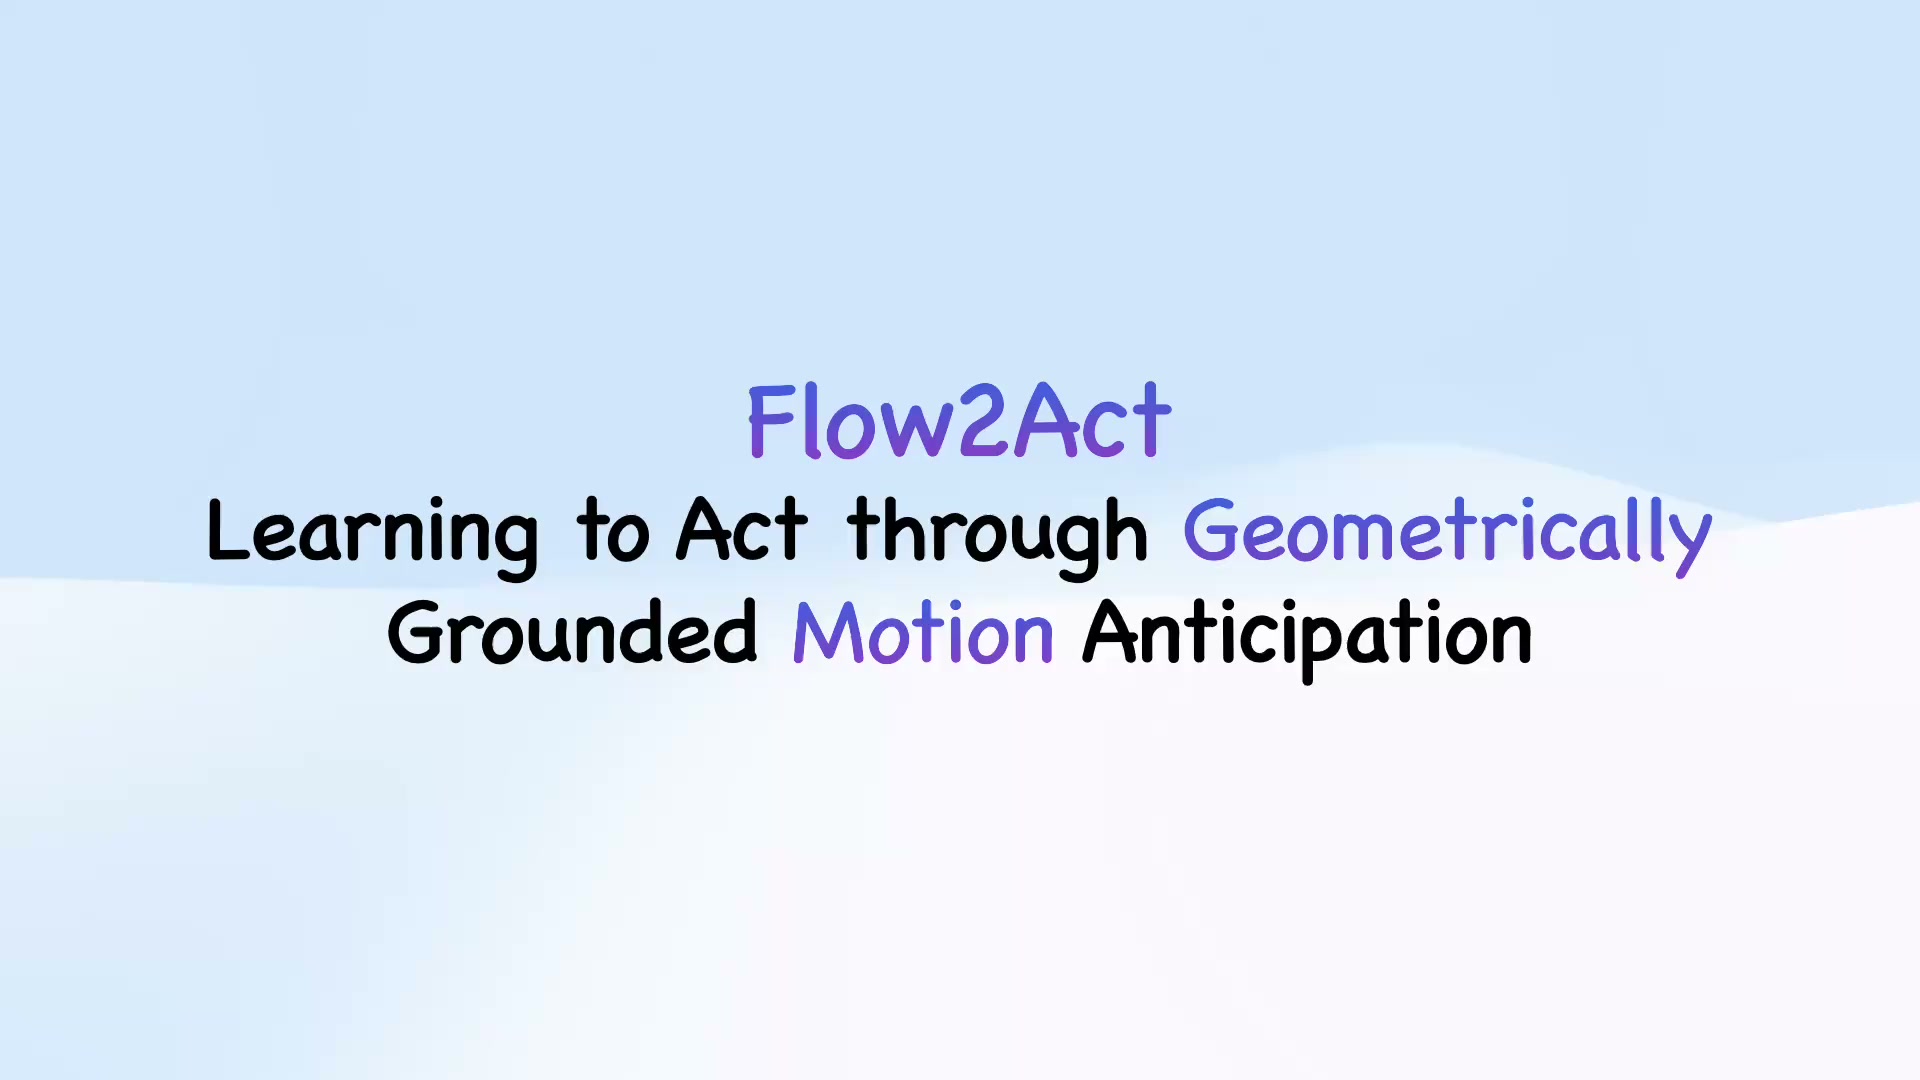 Flow2Act
Learning to Act through Geometrically
Grounded Motion Anticipation